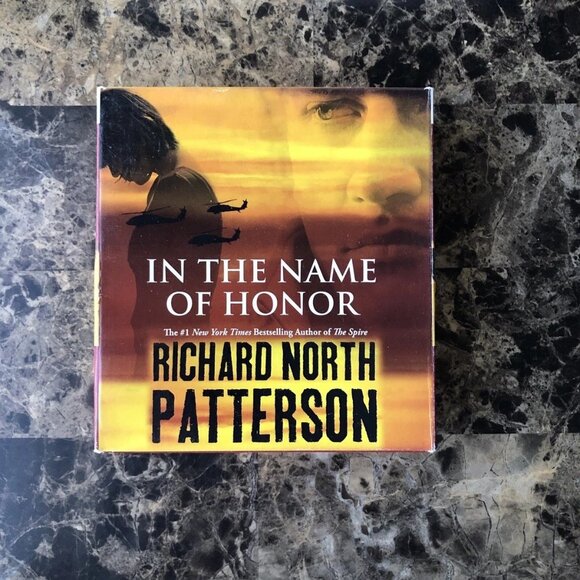 IN THE NAME
OF HONOR
The #1 New York Times Bestselling Author of The Spire
RICHARD NORTH
PATTERSON